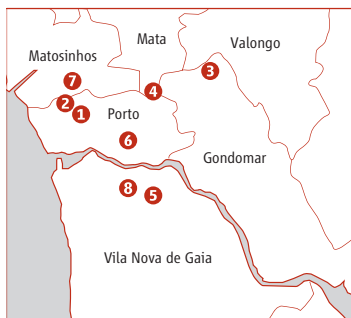 Mata
Valongo
Matosinhos
3
7
4
2
1
Porto
6
Gondomar
8
5
Vila Nova de Gaia